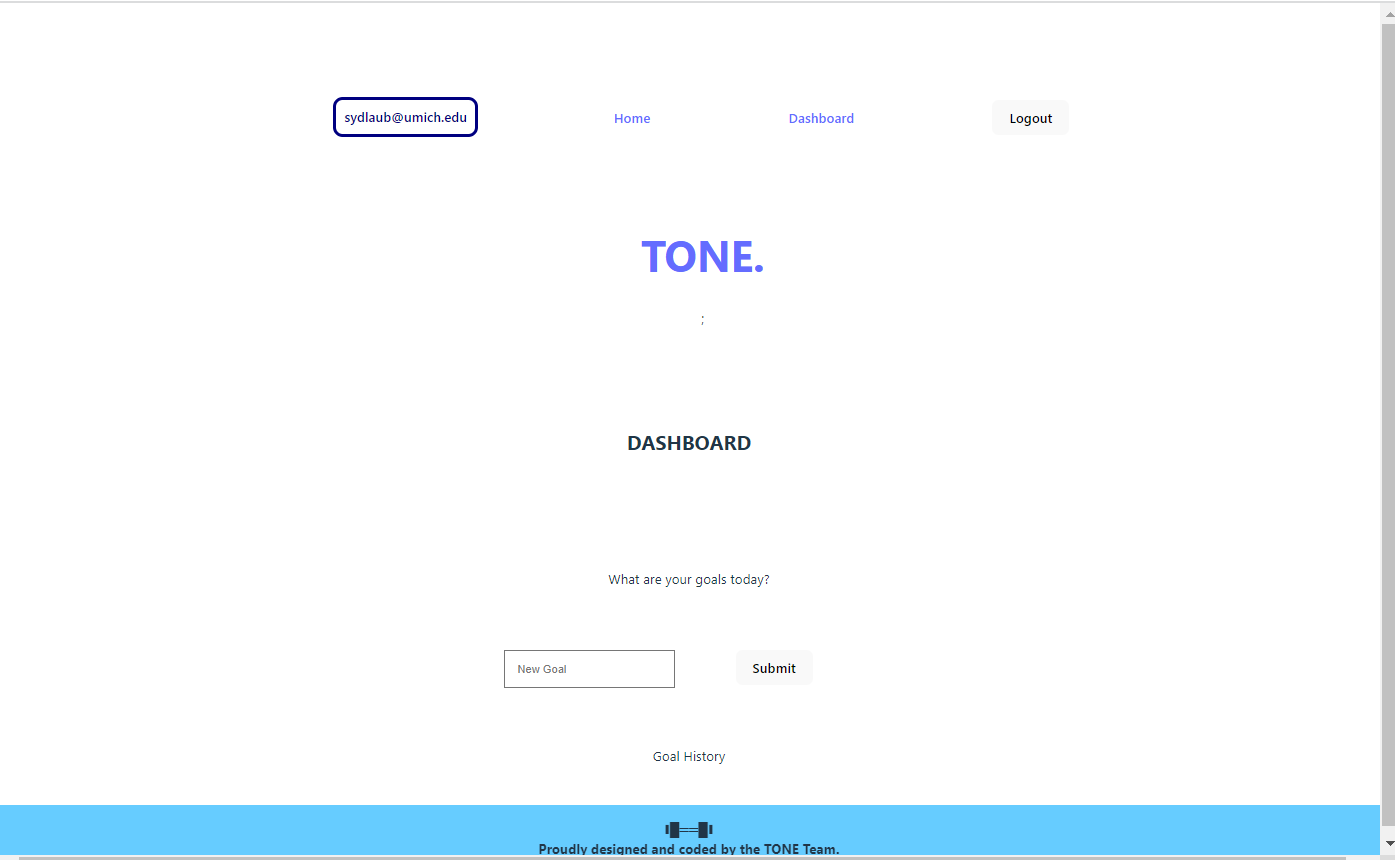 sydlaub@umich.edu Home Dashboard Logout
TONE.
;
DASHBOARD
What are your goals today?
New Goal Submit
Goal History
Proudly designed and coded by the TONE Team.